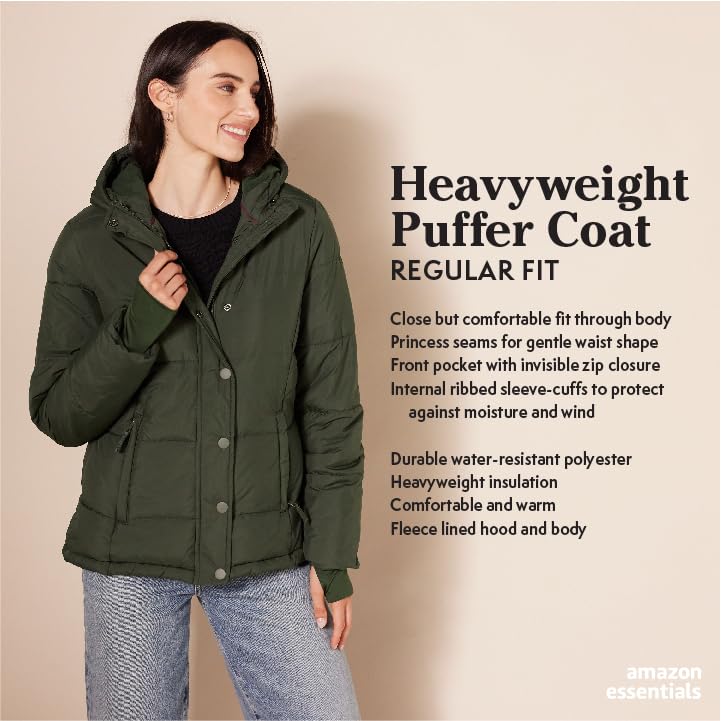 Heavyweight
Puffer Coat
REGULAR FIT
Close but comfortable fit through body
Princess seams for gentle waist shape
Front pocket with invisible zip closure
Internal ribbed sleeve-cuffs to protect
against moisture and wind
Durable water-resistant polyester
Heavyweight insulation
Comfortable and warm
Fleece lined hood and body
amazon
essentials